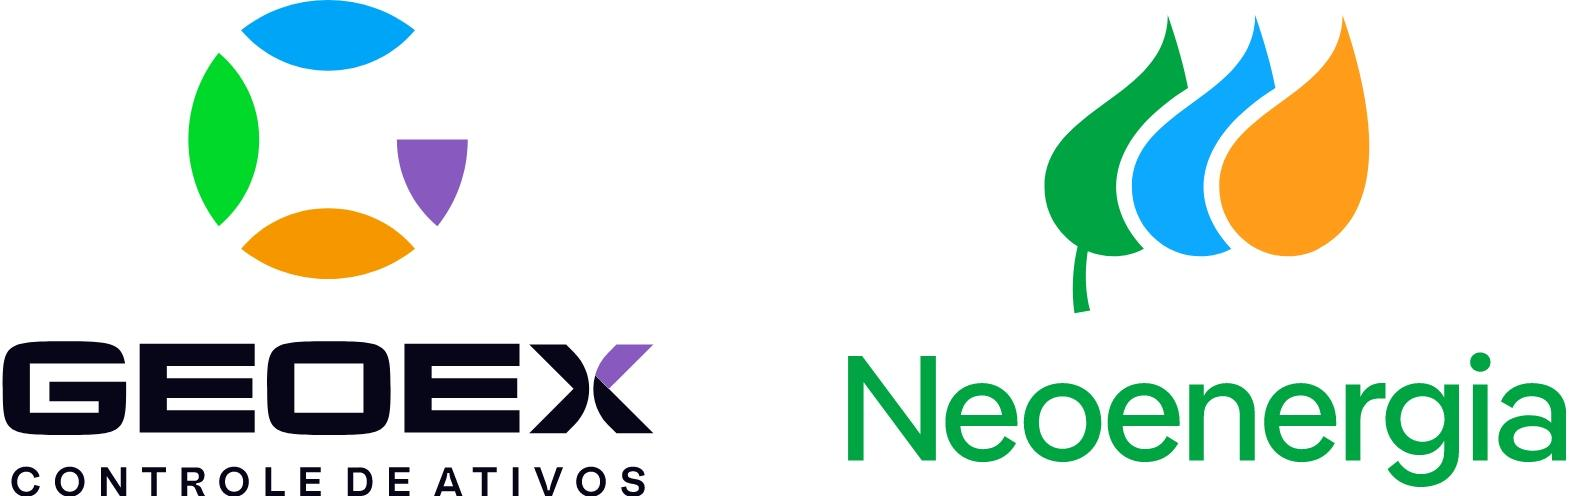 GEOEX
CONTROLE DE ATIVOS
Neoenergia